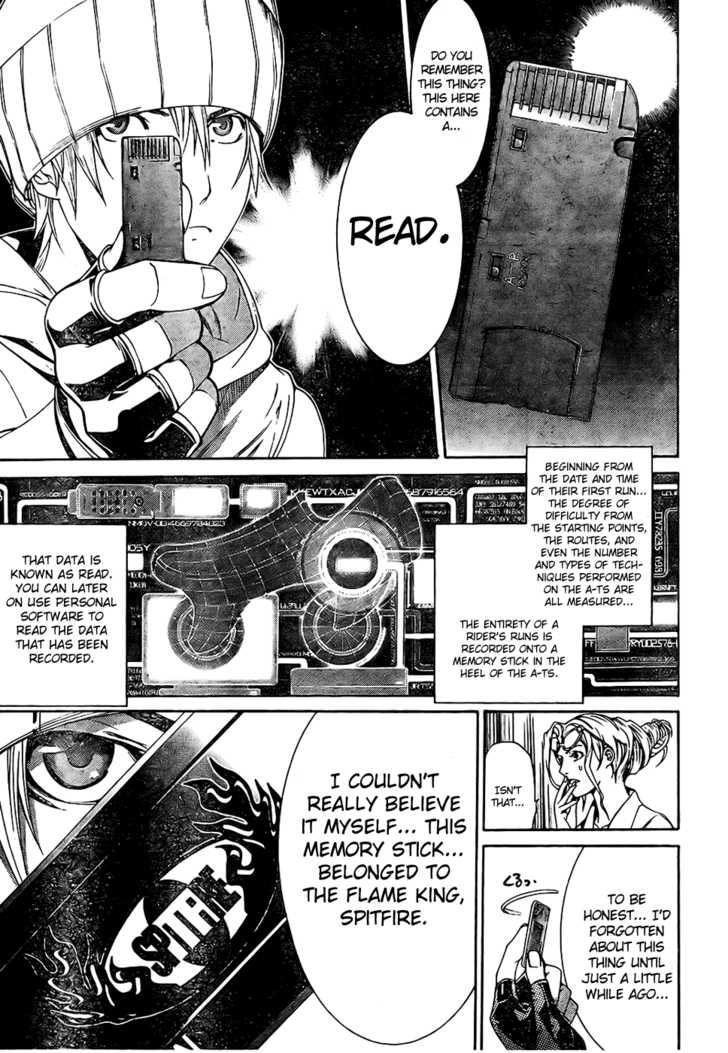 DO YOU
REMEMBER
THIS THING?
THIS HERE
CONTAINS
A...
READ.
BEGINNING FROM
THE DATE AND TIME
OF THEIR FIRST RUN...
THE DEGREE OF
DIFFICULTY FROM
THE STARTING POINTS,
THE ROUTES, AND
EVEN THE NUMBER
AND TYPES OF TECH-
NIQUES PERFORMED
ON THE A-TS ARE
ALL MEASURED...
THE ENTIRETY OF A
RIDER'S RUNS IS
RECORDED ONTO A
MEMORY STICK IN THE
HEEL OF THE A-TS.
THAT DATA IS
KNOWN AS READ.
YOU CAN LATER
ON USE PERSONAL
SOFTWARE TO
READ THE DATA
THAT HAS BEEN
RECORDED.
ISN'T
THAT...
TO BE
HONEST... I'D
FORGOTTEN
ABOUT THIS
THING UNTIL
JUST A LITTLE
WHILE AGO...
くるっ..
I COULDN'T
REALLY BELIEVE
IT MYSELF... THIS
MEMORY STICK...
BELONGED TO
THE FLAME KING,
SPITFIRE.